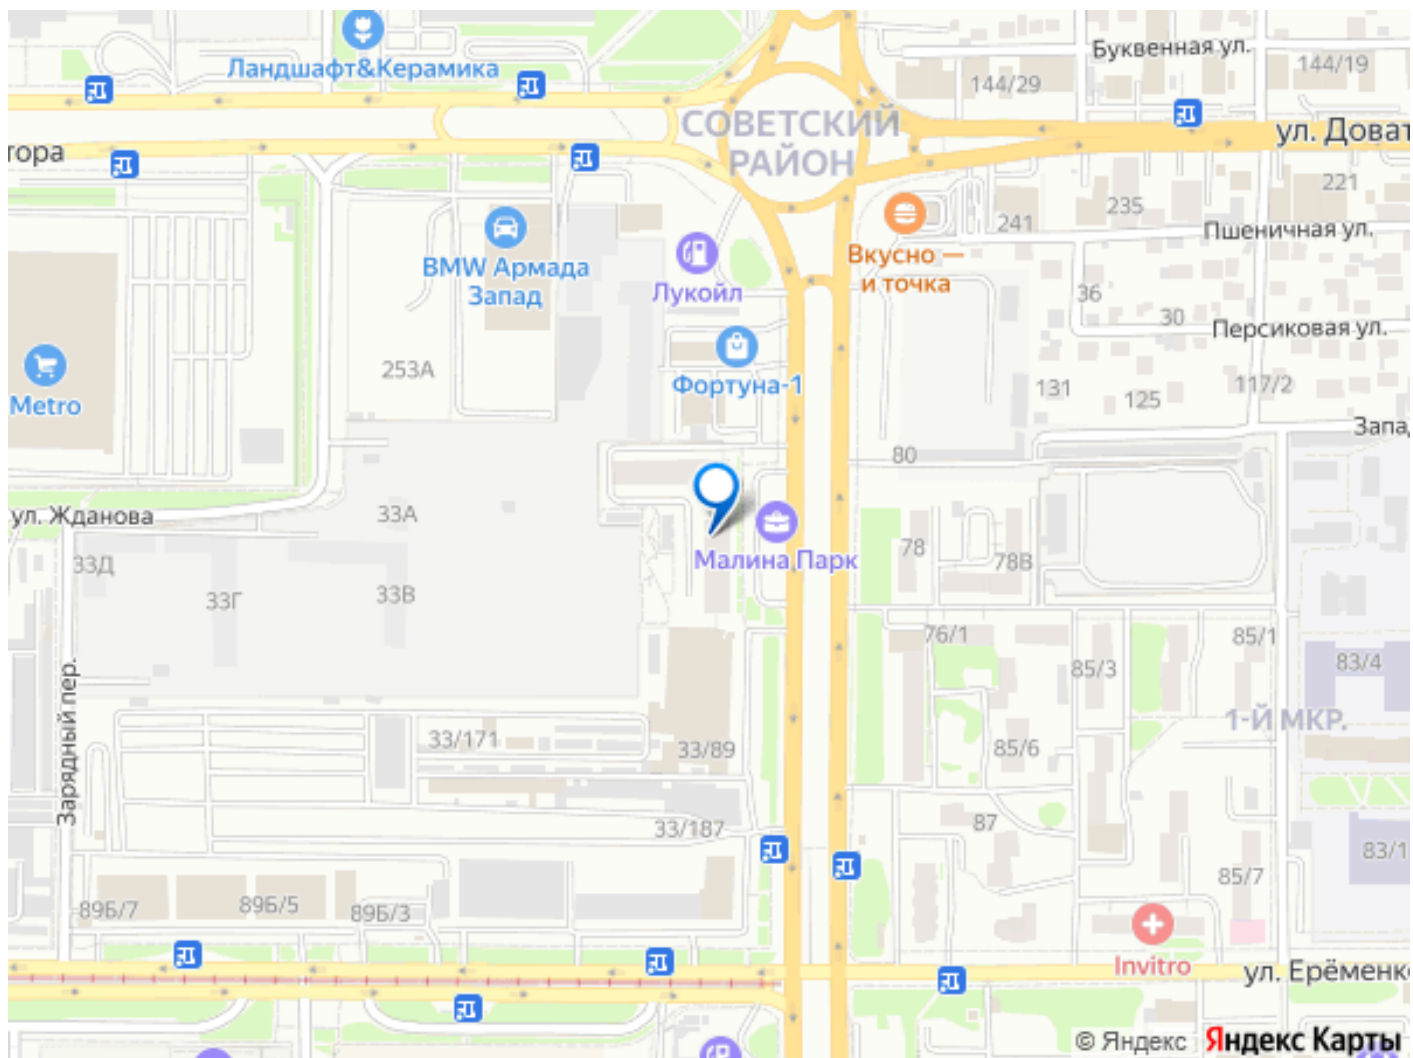 Буквенная ул.
Ландшафт&Керамика
144/29
144/19
СОВЕТСКИЙ
РАЙОН
ул. Доват
тора
221
235
241
Пшеничная ул.
BMW Армада
Запад
Лукойл
Вкусно —
и точка
36
30
Персиковая ул.
253А
Фортуна-1
131
125
117/2
Metro
Запад
80
ул. Жданова
33А
Малина Парк
78
78В
33Д
33Г
33В
76/1
85/3
85/1
83/4
Зарядный пер.
1-Й МКР.
33/171
33/89
85/6
33/187
87
83/1
85/7
89Б/7
89Б/5
89Б/3
Invitro
ул. Ерёменко
© Яндекс Яндекс Карты